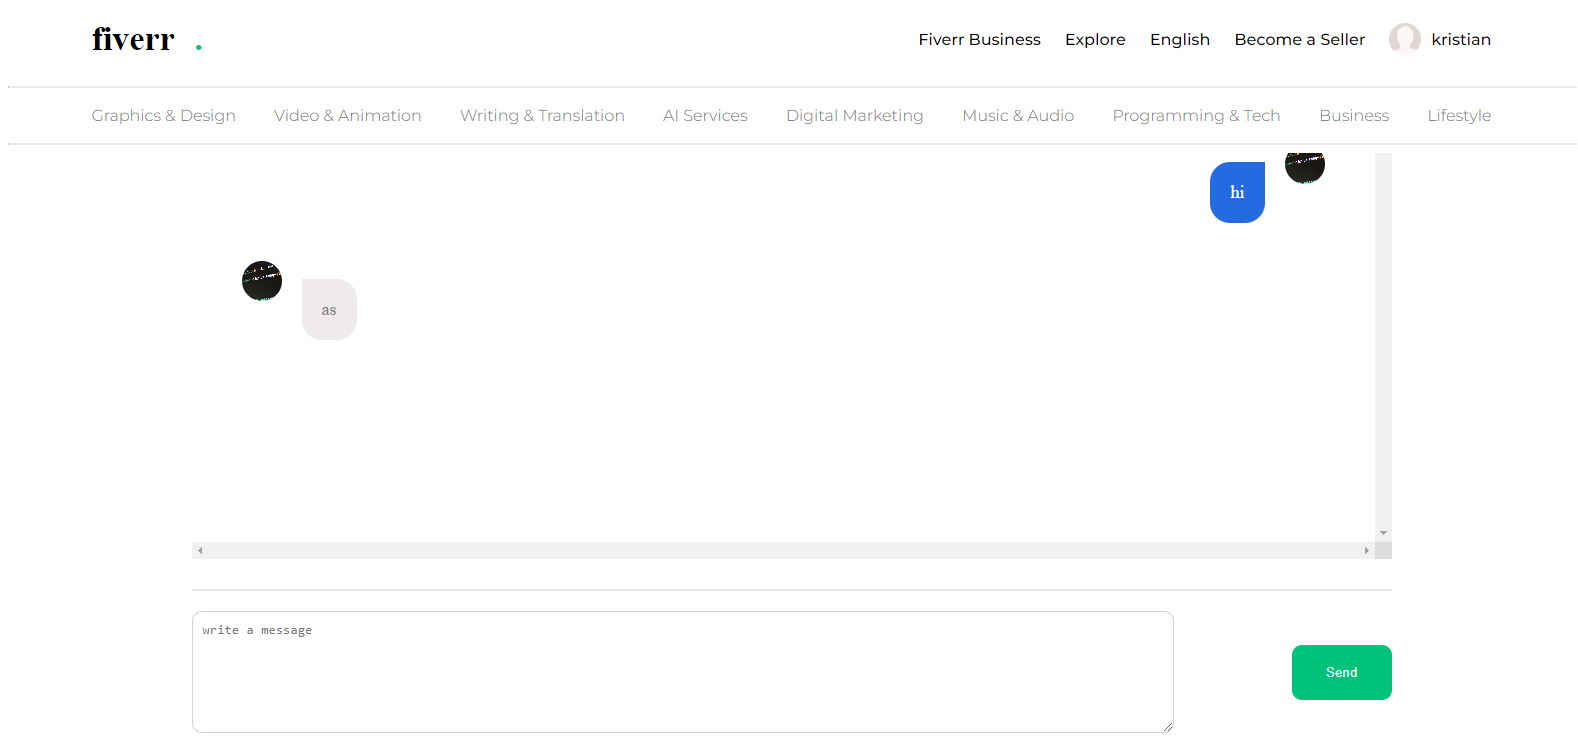 fiverr .
Fiverr Business Explore English Become a Seller kristian
Graphics & Design Video & Animation Writing & Translation AI Services Digital Marketing Music & Audio Programming & Tech Business Lifestyle
hi
as
write a message
Send